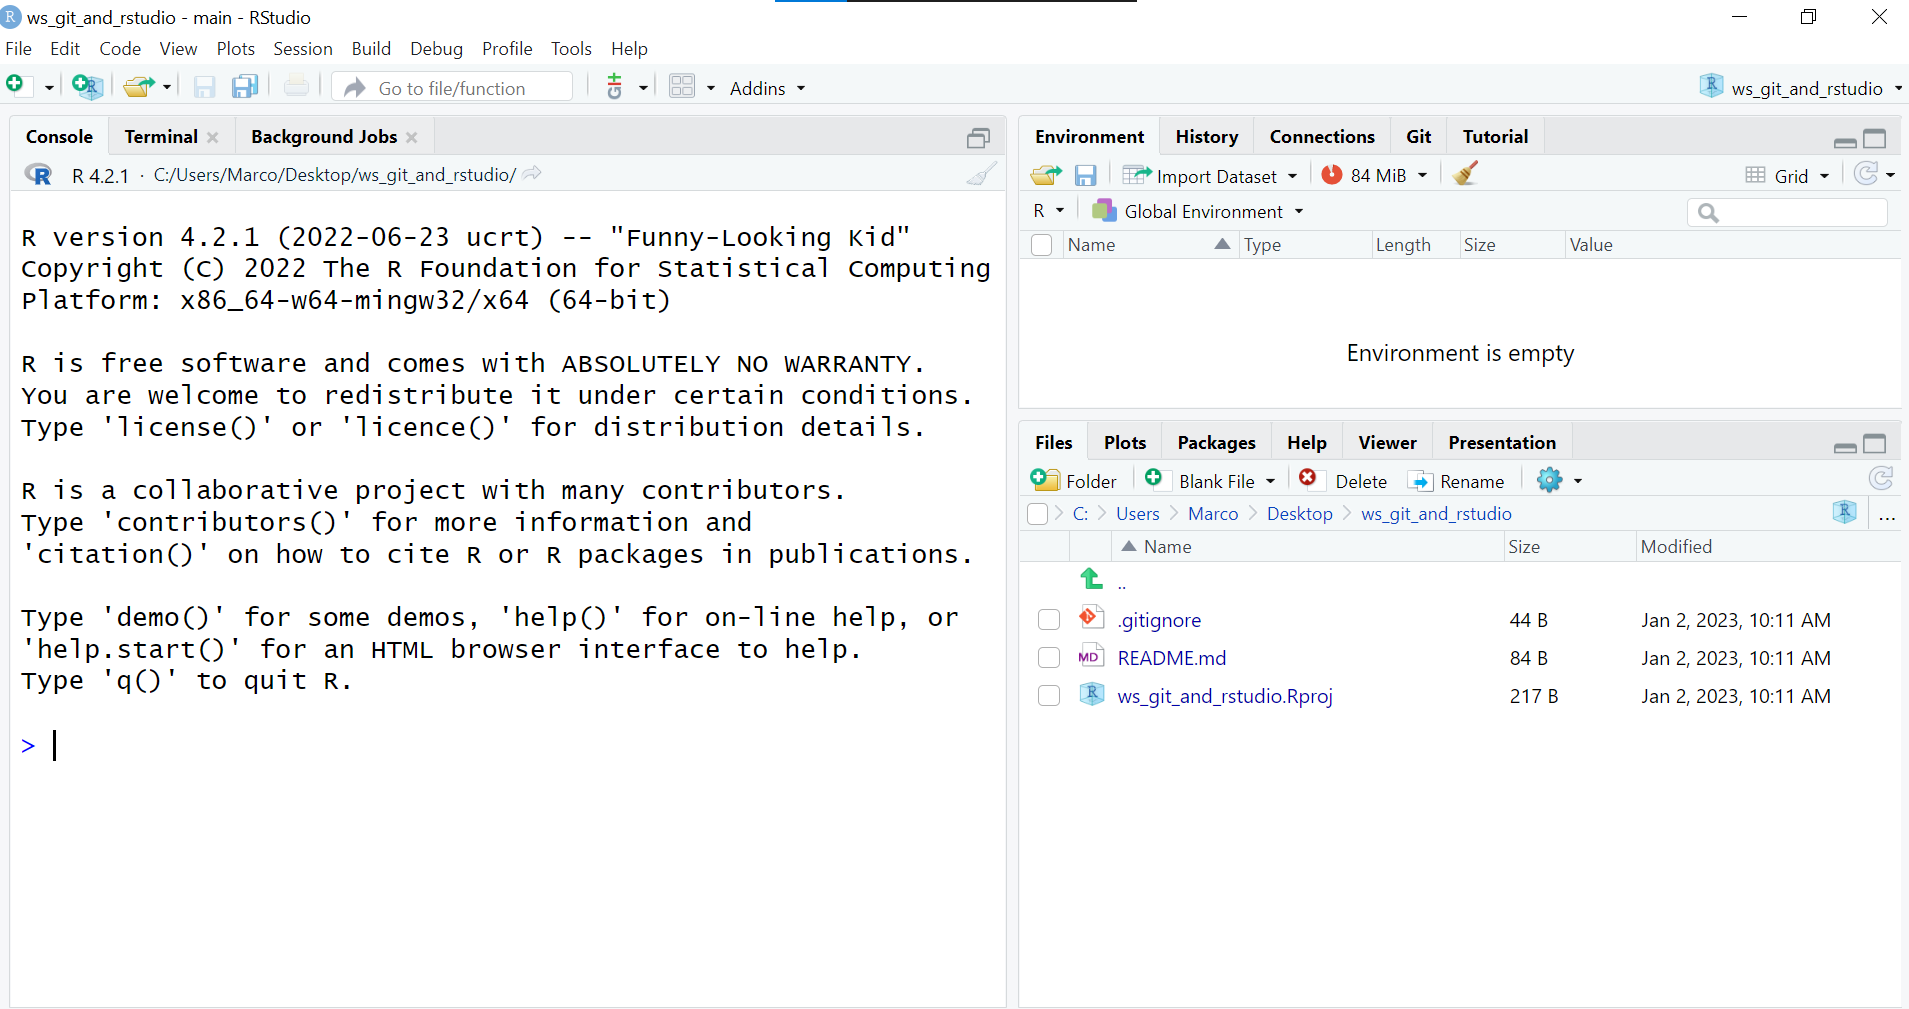 ws_git_and_rstudio - main - RStudio
File Edit Code View Plots Session Build Debug Profile Tools Help
Go to file/function Addins ws_git_and_rstudio
Console Terminal Background Jobs
R 4.2.1 · C:/Users/Marco/Desktop/ws_git_and_rstudio/
R version 4.2.1 (2022-06-23 ucrt) -- "Funny-Looking Kid"
Copyright (C) 2022 The R Foundation for Statistical Computing
Platform: x86_64-w64-mingw32/x64 (64-bit)
R is free software and comes with ABSOLUTELY NO WARRANTY.
You are welcome to redistribute it under certain conditions.
Type 'license()' or 'licence()' for distribution details.
R is a collaborative project with many contributors.
Type 'contributors()' for more information and
'citation()' on how to cite R or R packages in publications.
Type 'demo()' for some demos, 'help()' for on-line help, or
'help.start()' for an HTML browser interface to help.
Type 'q()' to quit R.
>
Environment History Connections Git Tutorial
Import Dataset 84 MiB Grid
R Global Environment
Name Type Length Size Value
Environment is empty
Files Plots Packages Help Viewer Presentation
Folder Blank File Delete Rename
C: Users Marco Desktop ws_git_and_rstudio ...
Name Size Modified
..
.gitignore 44 B Jan 2, 2023, 10:11 AM
MD README.md 84 B Jan 2, 2023, 10:11 AM
ws_git_and_rstudio.Rproj 217 B Jan 2, 2023, 10:11 AM